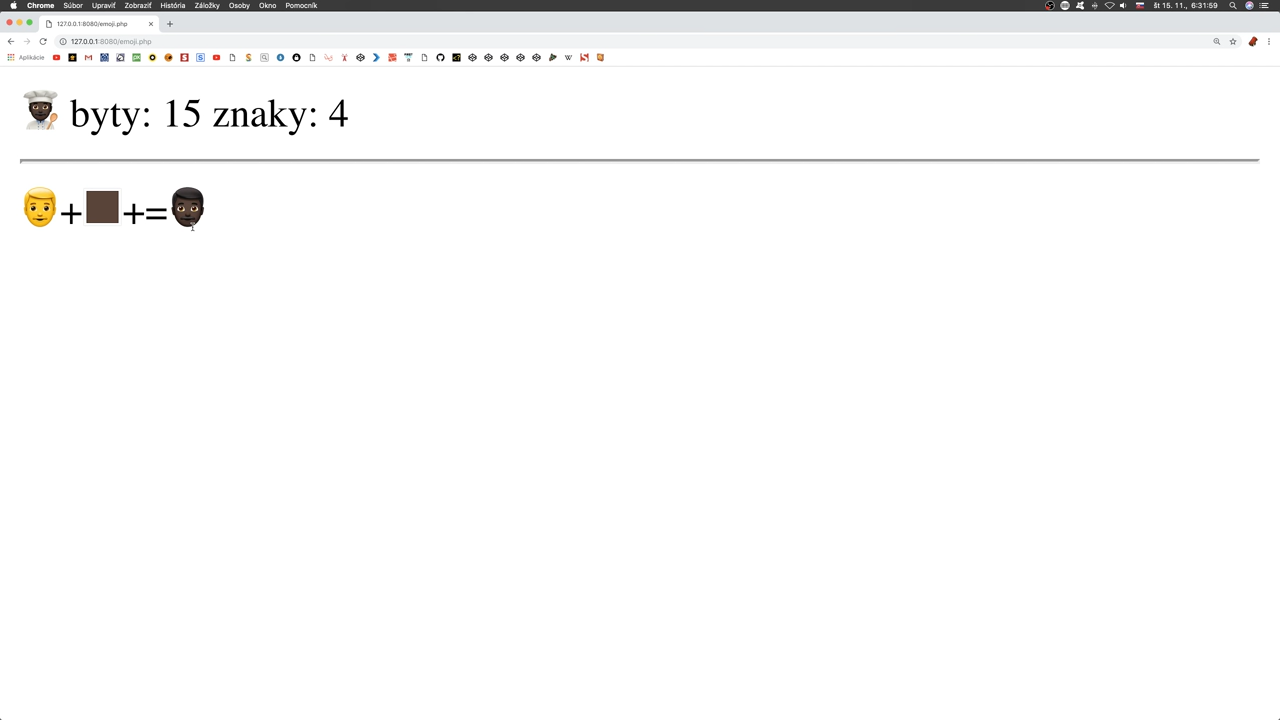 Chrome Súbor Upraviť Zobraziť História Záložky Osoby Okno Pomocník
št 15. 11., 6:31:59
127.0.0.1:8080/emoji.php
127.0.0.1:8080/emoji.php
Aplikácie
👨🏿‍🍳 byty: 15 znaky: 4
👨+🏿+=👨🏿